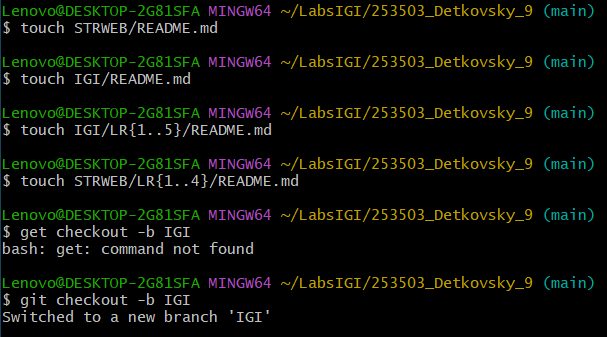 Lenovo@DESKTOP-2G81SFA MINGW64 ~/LabsIGI/253503_Detkovsky_9 (main)
$ touch STRWEB/README.md
Lenovo@DESKTOP-2G81SFA MINGW64 ~/LabsIGI/253503_Detkovsky_9 (main)
$ touch IGI/README.md
Lenovo@DESKTOP-2G81SFA MINGW64 ~/LabsIGI/253503_Detkovsky_9 (main)
$ touch IGI/LR{1..5}/README.md
Lenovo@DESKTOP-2G81SFA MINGW64 ~/LabsIGI/253503_Detkovsky_9 (main)
$ touch STRWEB/LR{1..4}/README.md
Lenovo@DESKTOP-2G81SFA MINGW64 ~/LabsIGI/253503_Detkovsky_9 (main)
$ get checkout -b IGI
bash: get: command not found
Lenovo@DESKTOP-2G81SFA MINGW64 ~/LabsIGI/253503_Detkovsky_9 (main)
$ git checkout -b IGI
Switched to a new branch 'IGI'